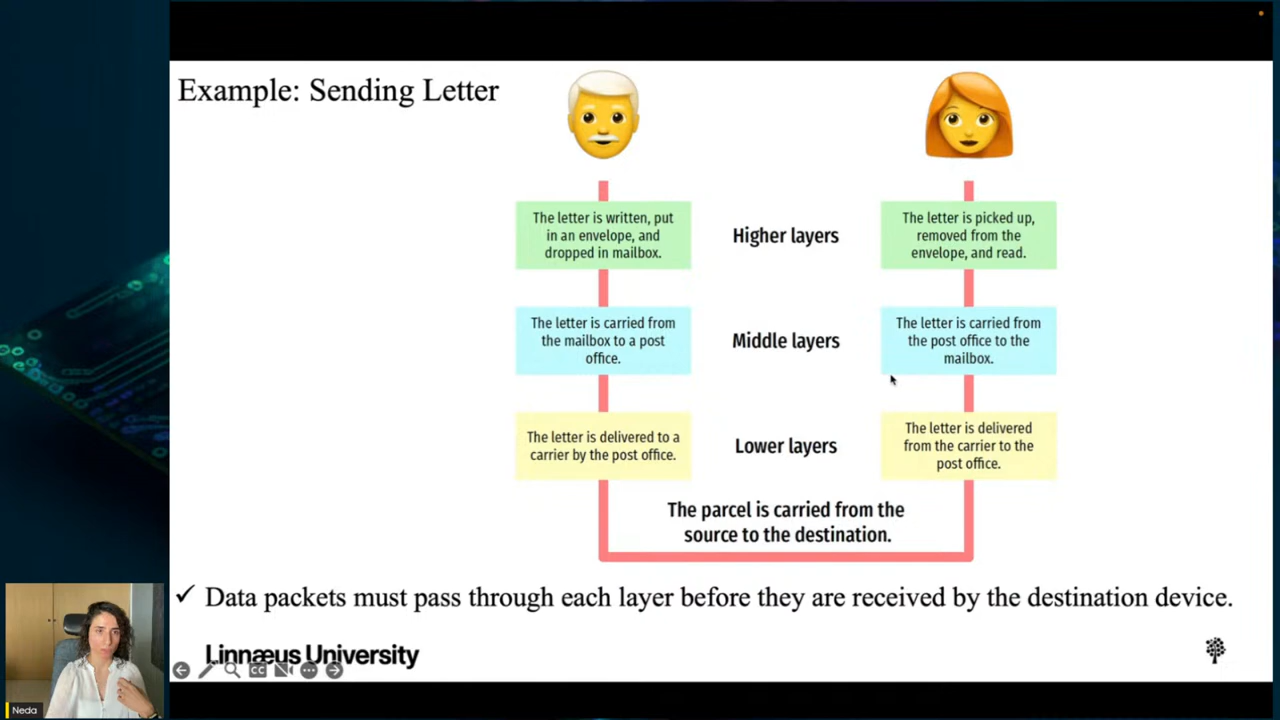 Example: Sending Letter
The letter is written, put
in an envelope, and
dropped in mailbox.
Higher layers
The letter is picked up,
removed from the
envelope, and read.
The letter is carried from
the mailbox to a post
office.
Middle layers
The letter is carried from
the post office to the
mailbox.
The letter is delivered to a
carrier by the post office.
Lower layers
The letter is delivered
from the carrier to the
post office.
The parcel is carried from the
source to the destination.
✓ Data packets must pass through each layer before they are received by the destination device.
Linnæus University
CC
Neda